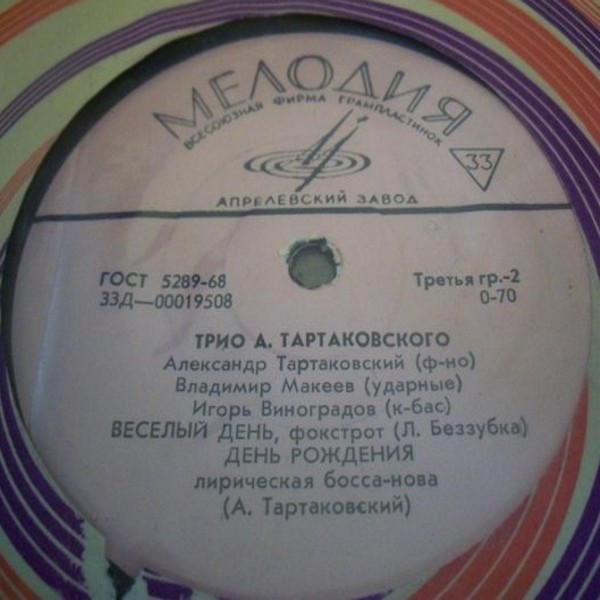 МЕЛОДИЯ
ВСЕСОЮЗНАЯ ФИРМА ГРАМПЛАСТИНОК
33
АПРЕЛЕВСКИЙ ЗАВОД
ГОСТ 5289-68 Третья гр.-2
33Д—00019508 0-70
ТРИО А. ТАРТАКОВСКОГО
Александр Тартаковский (ф-но)
Владимир Макеев (ударные)
Игорь Виноградов (к-бас)
ВЕСЕЛЫЙ ДЕНЬ, фокстрот (Л. Беззубка)
ДЕНЬ РОЖДЕНИЯ
лирическая босса-нова
(А. Тартаковский)